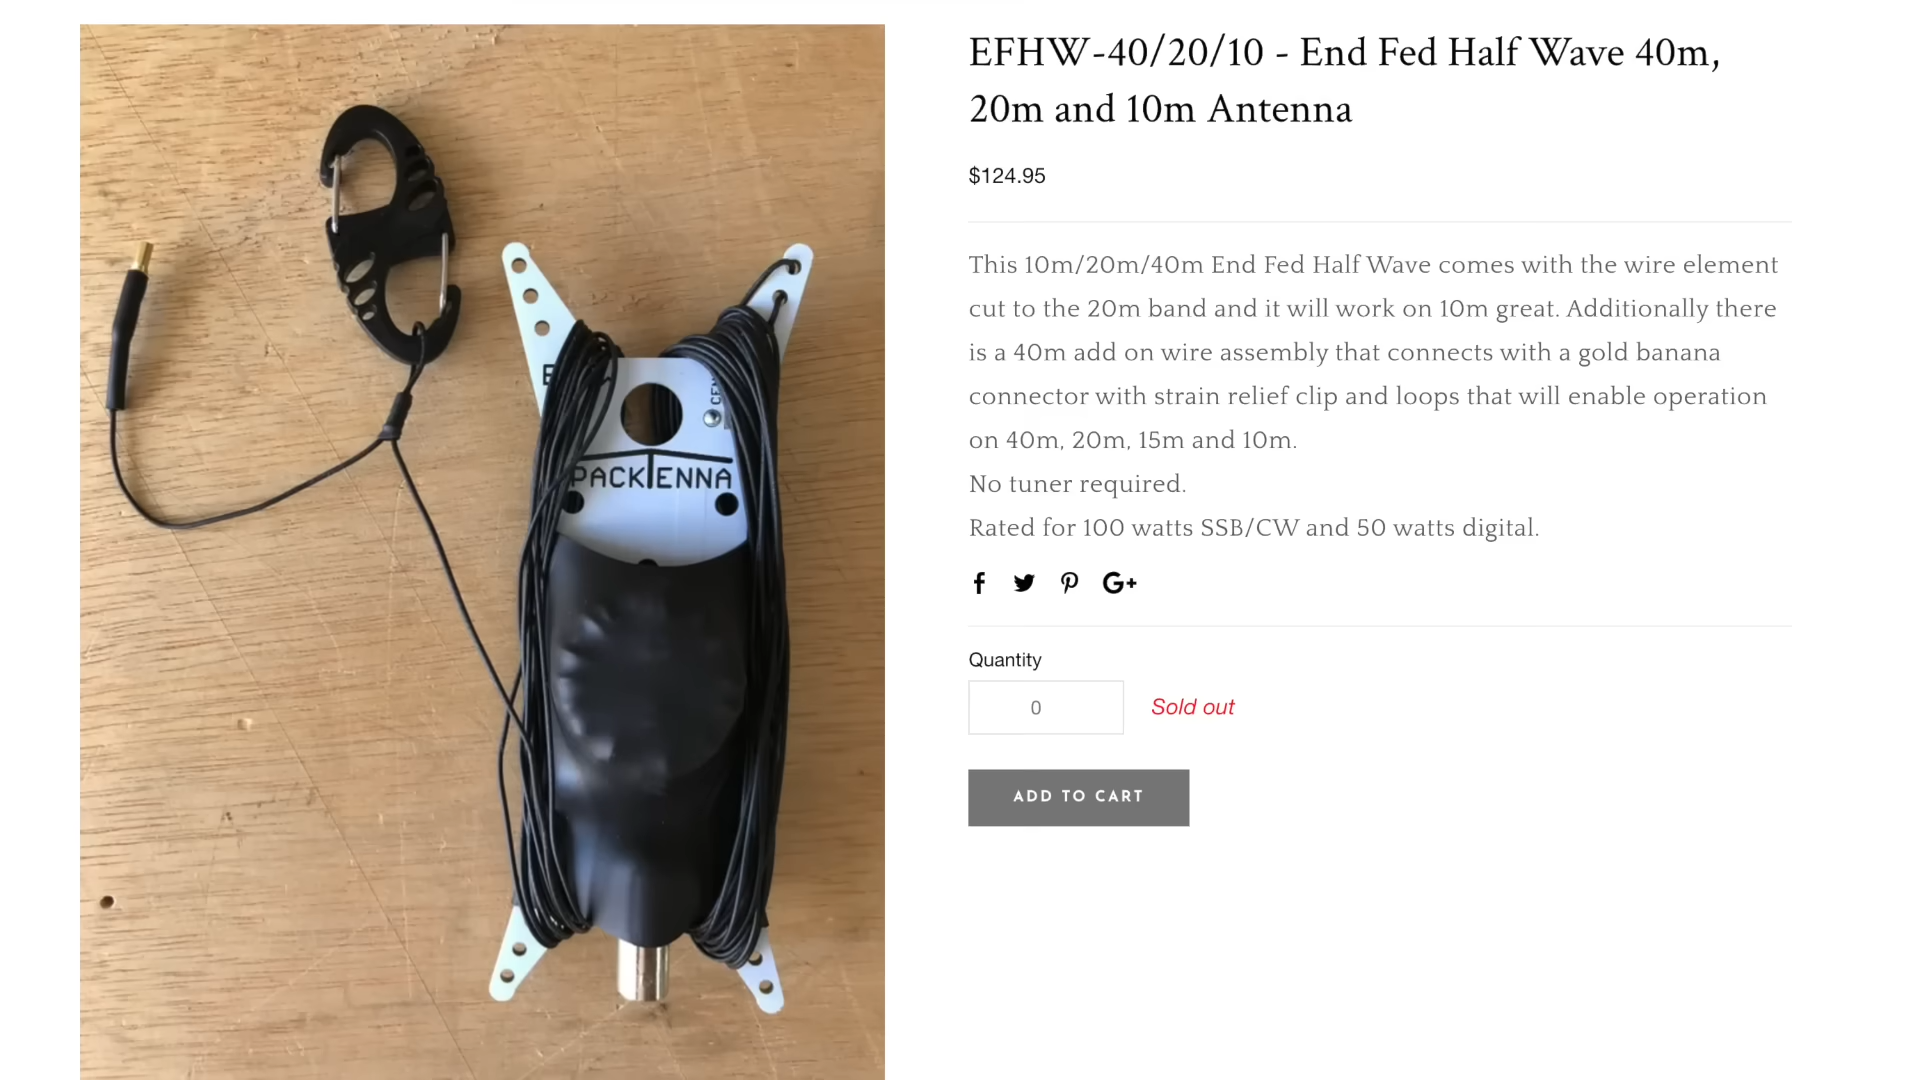 EFHW-40/20/10 - End Fed Half Wave 40m,
20m and 10m Antenna
$124.95
This 10m/20m/40m End Fed Half Wave comes with the wire element
cut to the 20m band and it will work on 10m great. Additionally there
is a 40m add on wire assembly that connects with a gold banana
connector with strain relief clip and loops that will enable operation
on 40m, 20m, 15m and 10m.
No tuner required.
Rated for 100 watts SSB/CW and 50 watts digital.
G+
Quantity
0 Sold out
ADD TO CART
PACKTENNA